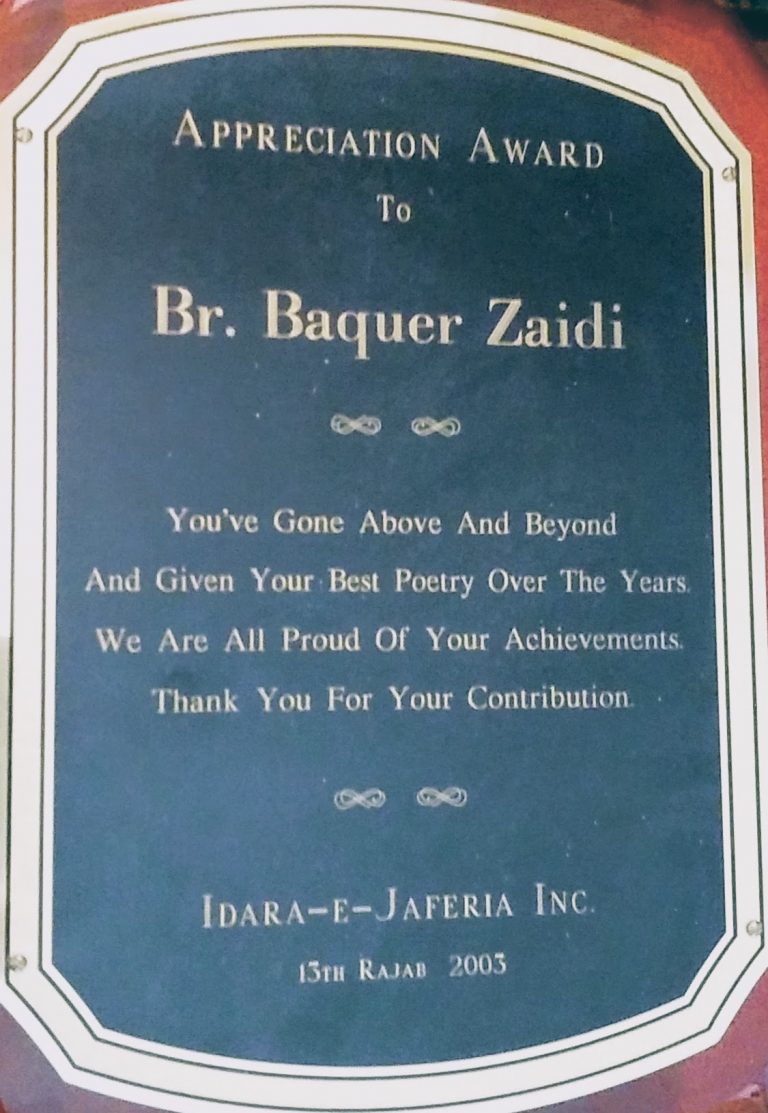 Appreciation Award
To
Br. Baquer Zaidi
You've Gone Above And Beyond
And Given Your Best Poetry Over The Years.
We Are All Proud Of Your Achievements.
Thank You For Your Contribution.
Idara-e-Jaferia Inc.
13th Rajab 2003